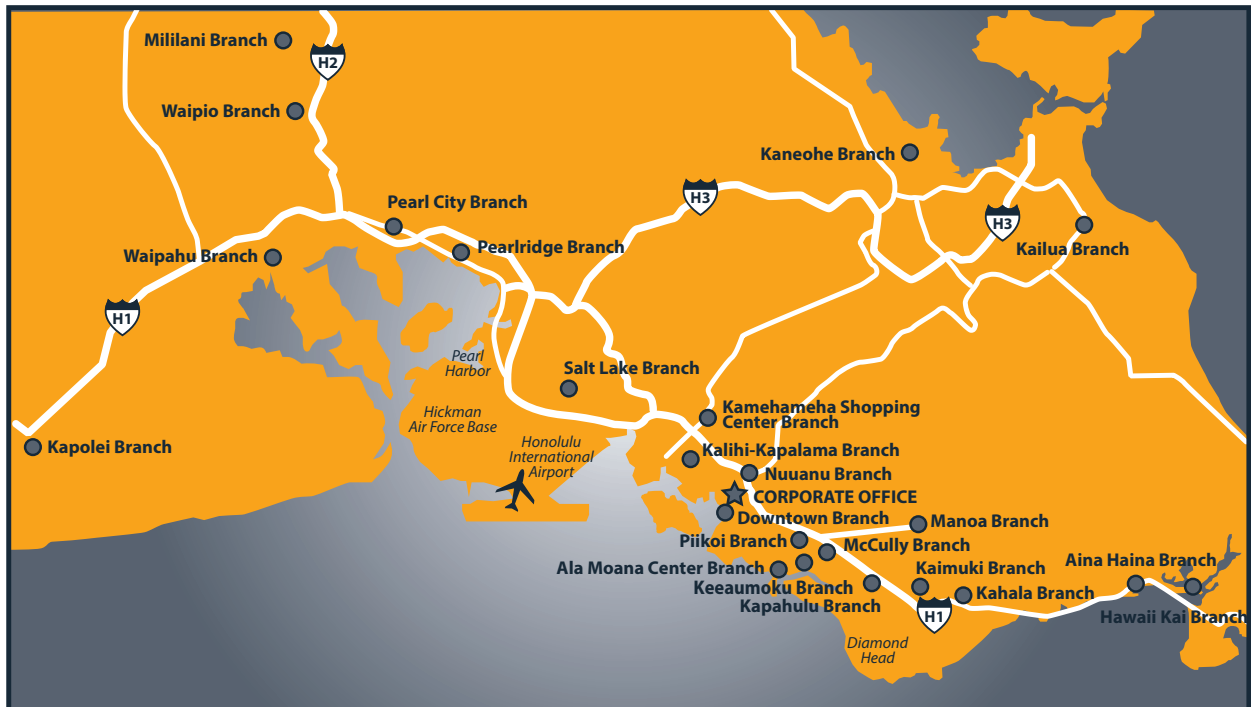 Mililani Branch
H2
Waipio Branch
Kaneohe Branch
H3
Pearl City Branch
H3
Pearlridge Branch
Kailua Branch
Waipahu Branch
H1
Pearl
Harbor
Salt Lake Branch
Hickman
Air Force Base
Kamehameha Shopping
Center Branch
Honolulu
International
Airport
Kapolei Branch
Kalihi-Kapalama Branch
Nuuanu Branch
CORPORATE OFFICE
Downtown Branch
Manoa Branch
Piikoi Branch
McCully Branch
Ala Moana Center Branch
Kaimuki Branch
Aina Haina Branch
Keeaumoku Branch
Kahala Branch
Kapahulu Branch
H1
Hawaii Kai Branch
Diamond
Head